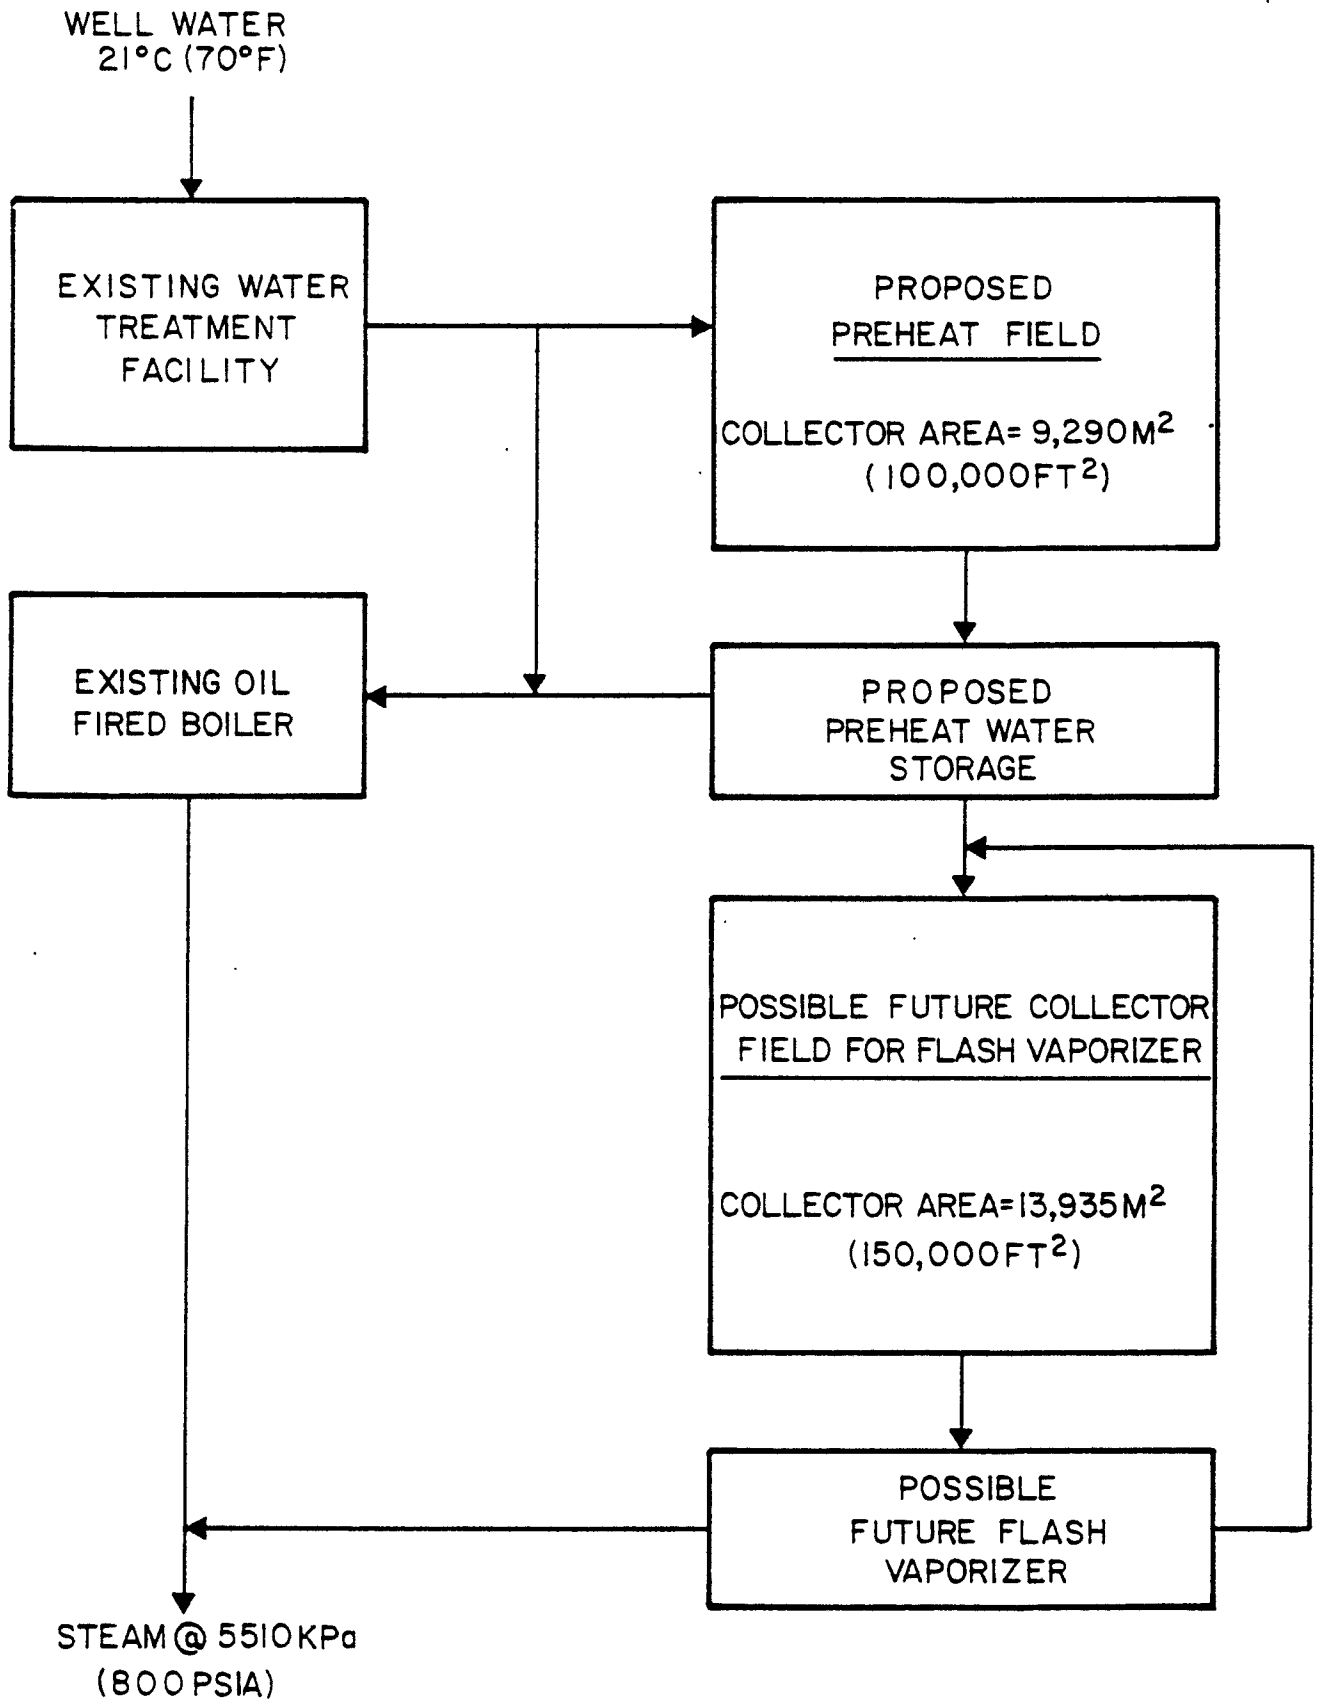 WELL WATER
21°C (70°F)
EXISTING WATER
TREATMENT
FACILITY
PROPOSED
PREHEAT FIELD
COLLECTOR AREA= 9,290M²
(100,000FT²)
EXISTING OIL
FIRED BOILER
PROPOSED
PREHEAT WATER
STORAGE
POSSIBLE FUTURE COLLECTOR
FIELD FOR FLASH VAPORIZER
COLLECTOR AREA=13,935M²
(150,000FT²)
POSSIBLE
FUTURE FLASH
VAPORIZER
STEAM @ 5510KPa
(800 PSIA)